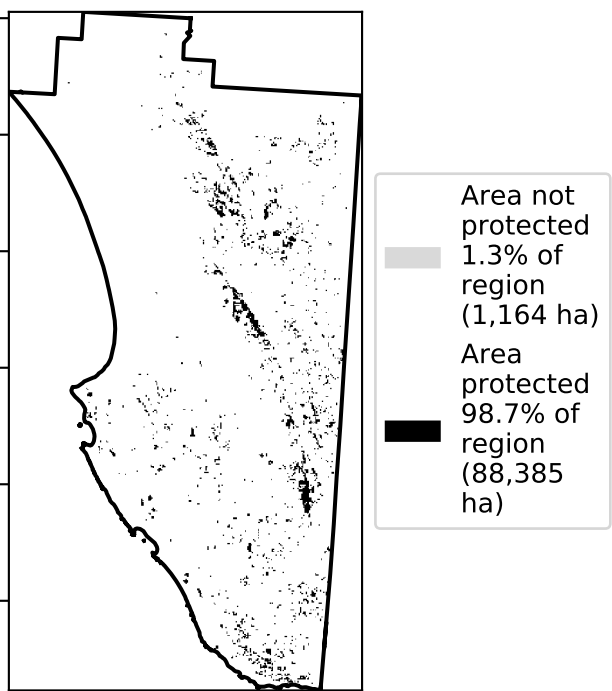 Area not
protected
1.3% of
region
(1,164 ha)
Area
protected
98.7% of
region
(88,385
ha)